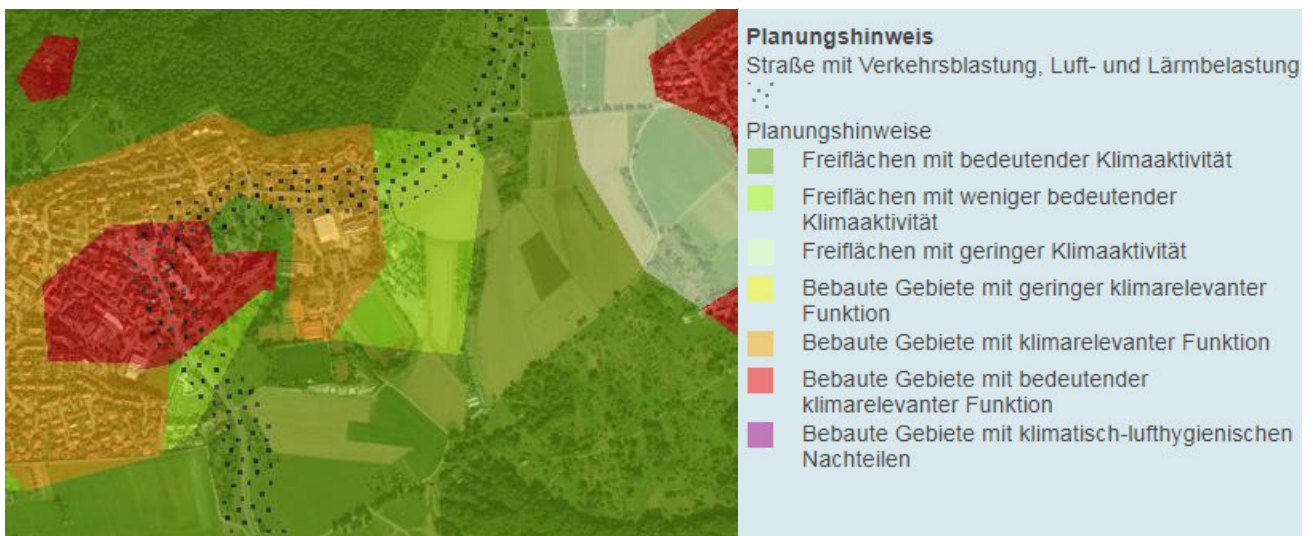 Planungshinweis
Straße mit Verkehrsblastung, Luft- und Lärmbelastung
Planungshinweise
Freiflächen mit bedeutender Klimaaktivität
Freiflächen mit weniger bedeutender
Klimaaktivität
Freiflächen mit geringer Klimaaktivität
Bebaute Gebiete mit geringer klimarelevanter
Funktion
Bebaute Gebiete mit klimarelevanter Funktion
Bebaute Gebiete mit bedeutender
klimarelevanter Funktion
Bebaute Gebiete mit klimatisch-lufthygienischen
Nachteilen